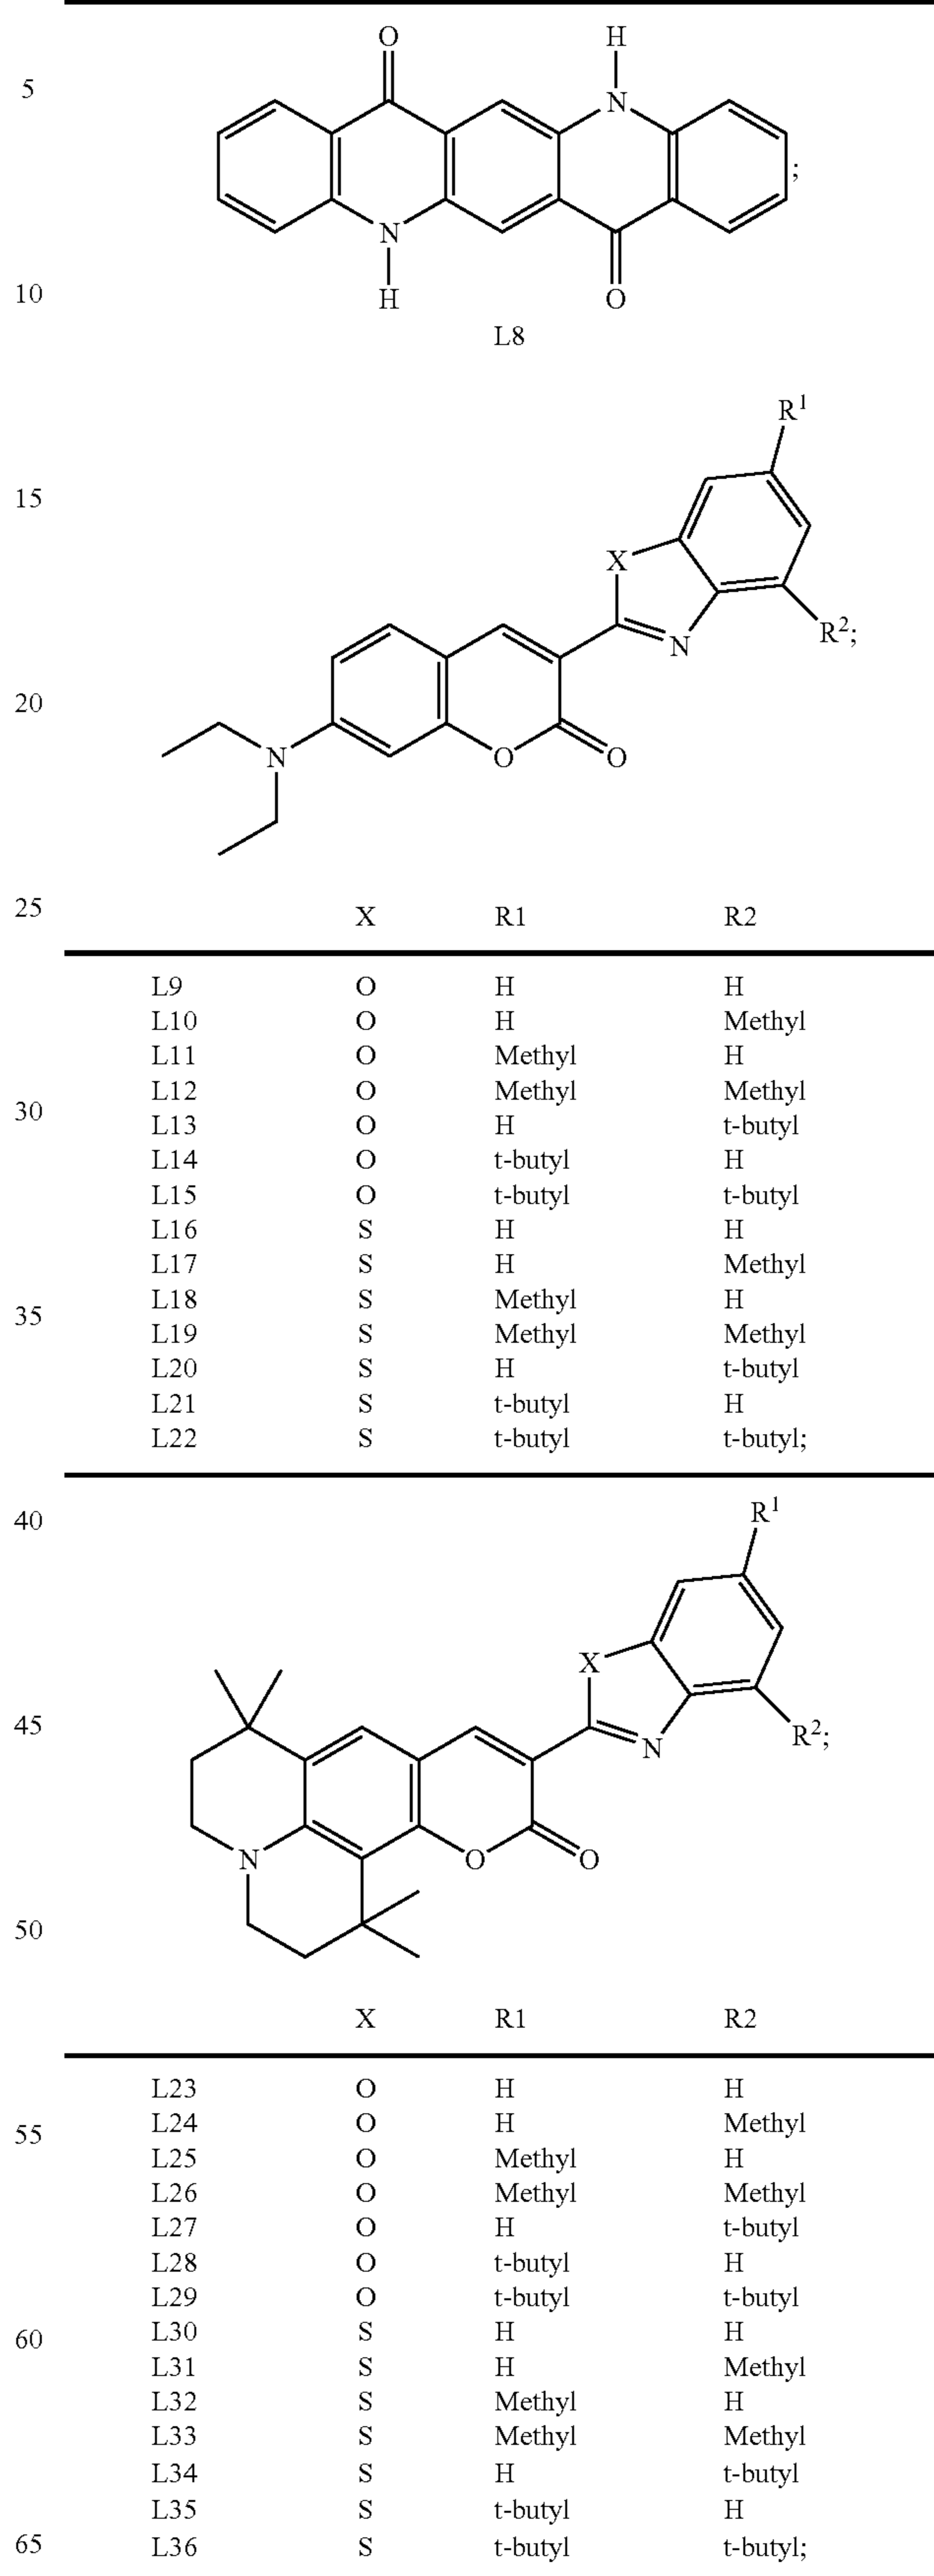 O H
5 N ;
N
10 H O
L8
R¹
15
X
N R²;
20
N O O
25 X R1 R2
L9 O H H
L10 O H Methyl
L11 O Methyl H
L12 O Methyl Methyl
30
L13 O H t-butyl
L14 O t-butyl H
L15 O t-butyl t-butyl
L16 S H H
L17 S H Methyl
35 L18 S Methyl H
L19 S Methyl Methyl
L20 S H t-butyl
L21 S t-butyl H
L22 S t-butyl t-butyl;
40 R¹
X
45 N R²;
N O O
50
X R1 R2
L23 O H H
55 L24 O H Methyl
L25 O Methyl H
L26 O Methyl Methyl
L27 O H t-butyl
L28 O t-butyl H
L29 O t-butyl t-butyl
60 L30 S H H
L31 S H Methyl
L32 S Methyl H
L33 S Methyl Methyl
L34 S H t-butyl
L35 S t-butyl H
65 L36 S t-butyl t-butyl;